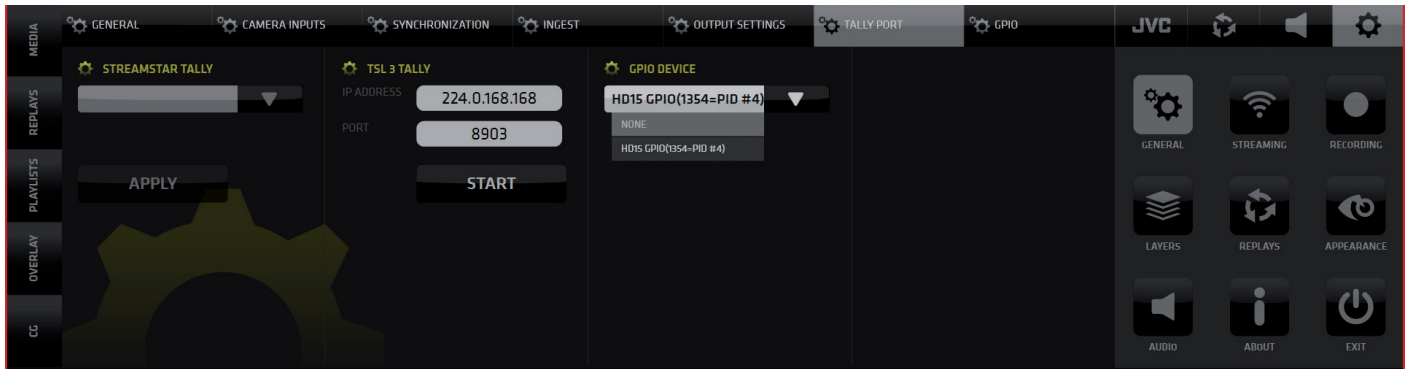 MEDIA
REPLAYS
PLAYLISTS
OVERLAY
CG
GENERAL
CAMERA INPUTS
SYNCHRONIZATION
INGEST
OUTPUT SETTINGS
TALLY PORT
GPIO
JVC
STREAMSTAR TALLY
APPLY
TSL 3 TALLY
IP ADDRESS
224.0.168.168
PORT
8903
START
GPIO DEVICE
HD15 GPIO(1354=PID #4)
NONE
HD15 GPIO(1354=PID #4)
GENERAL
STREAMING
RECORDING
LAYERS
REPLAYS
APPEARANCE
AUDIO
ABOUT
EXIT